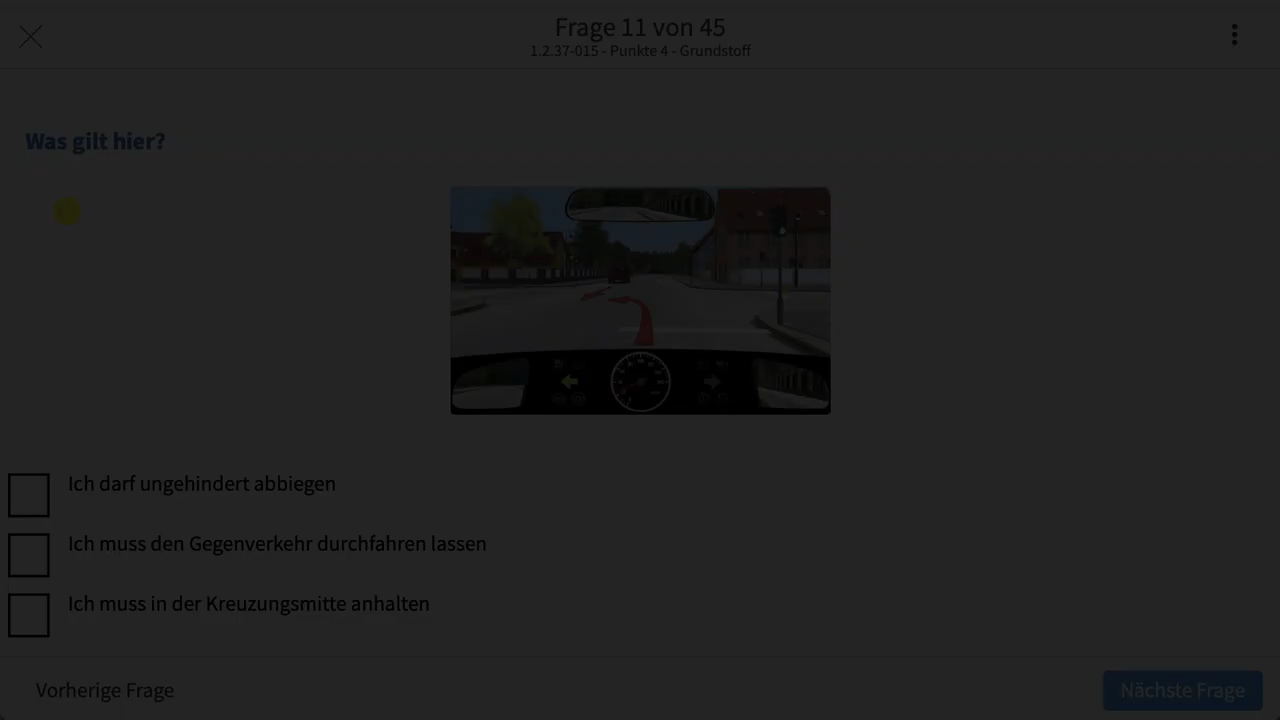 Frage 11 von 45
1.2.37-015 - Punkte 4 - Grundstoff
Was gilt hier?
Ich darf ungehindert abbiegen
Ich muss den Gegenverkehr durchfahren lassen
Ich muss in der Kreuzungsmitte anhalten
Vorherige Frage
Nächste Frage